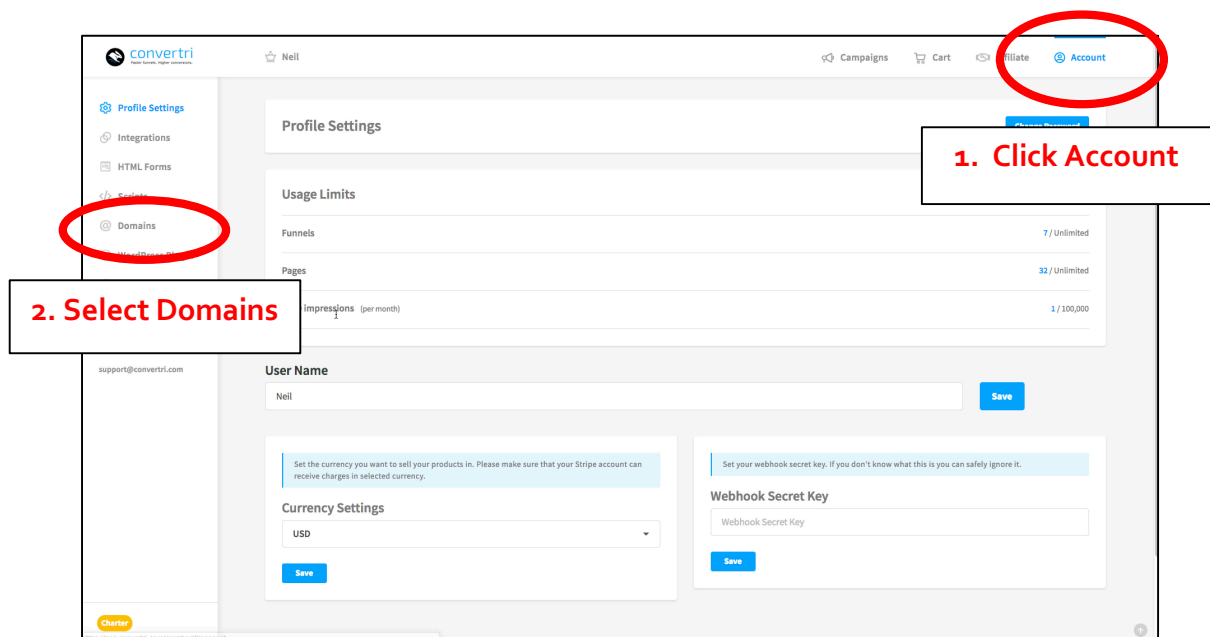 convertri
Faster funnels. Higher conversions.
Neil
Campaigns
Cart
filiate
Account
Profile Settings
Integrations
HTML Forms
Scripts
Domains
WordPress
support@convertri.com
Charter
Profile Settings
Change Password
1. Click Account
Usage Limits
Funnels
7 / Unlimited
Pages
32 / Unlimited
2. Select Domains
impressions (per month)
1 / 100,000
User Name
Neil
Save
Set the currency you want to sell your products in. Please make sure that your Stripe account can
receive charges in selected currency.
Currency Settings
USD
Save
Set your webhook secret key. If you don't know what this is you can safely ignore it.
Webhook Secret Key
Webhook Secret Key
Save